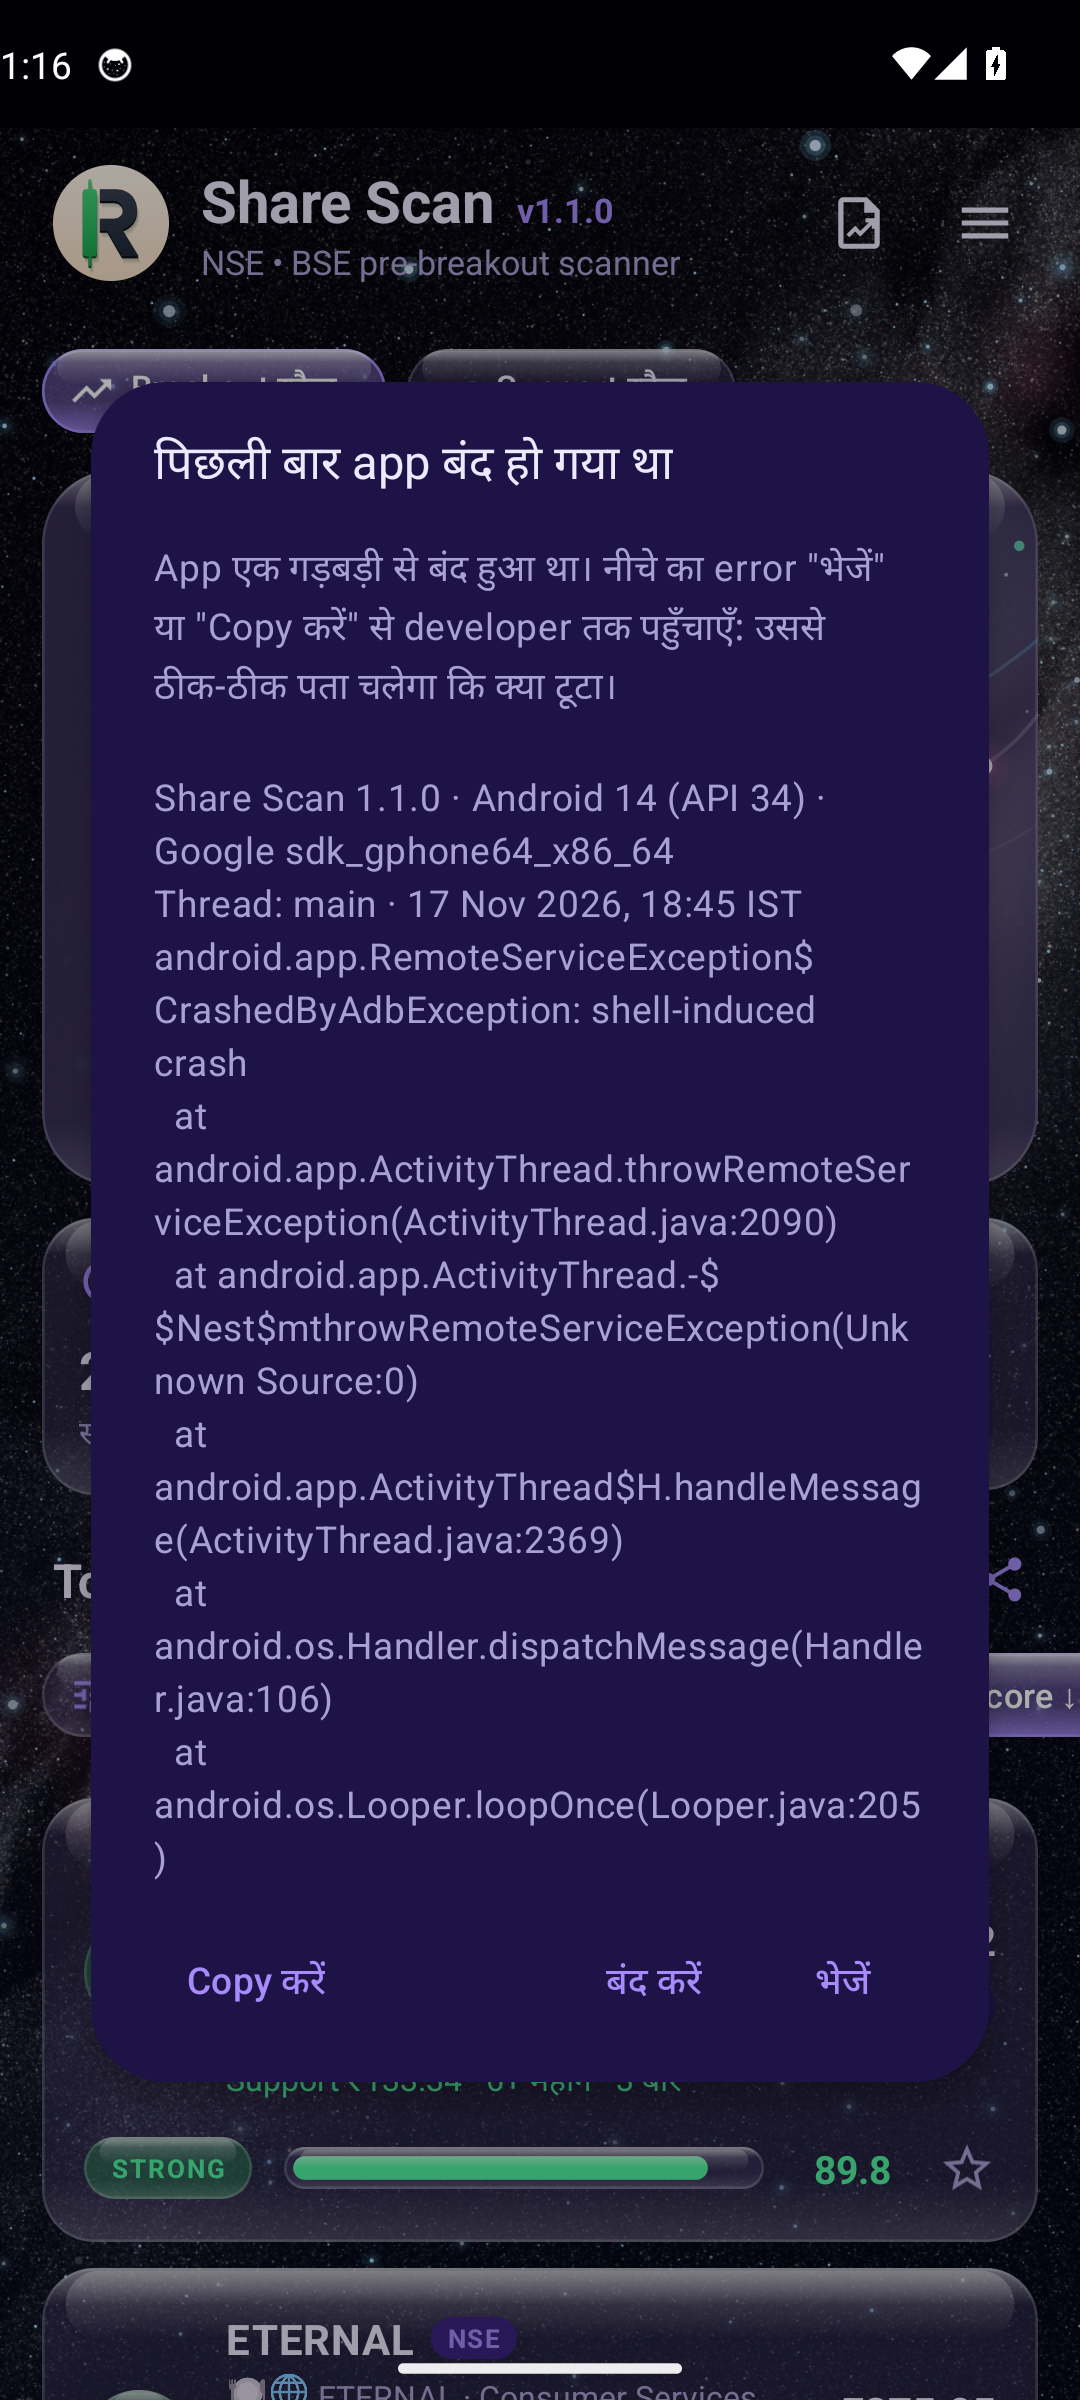 1:16
Share Scan v1.1.0
NSE • BSE pre-breakout scanner
पिछली बार app बंद हो गया था
App एक गड़बड़ी से बंद हुआ था। नीचे का error "भेजें"
या "Copy करें" से developer तक पहुँचाएँ: उससे
ठीक-ठीक पता चलेगा कि क्या टूटा।
Share Scan 1.1.0 · Android 14 (API 34) ·
Google sdk_gphone64_x86_64
Thread: main · 17 Nov 2026, 18:45 IST
android.app.RemoteServiceException$
CrashedByAdbException: shell-induced
crash
at
android.app.ActivityThread.throwRemoteSer
viceException(ActivityThread.java:2090)
at android.app.ActivityThread.-$
$Nest$mthrowRemoteServiceException(Unk
nown Source:0)
at
android.app.ActivityThread$H.handleMessag
e(ActivityThread.java:2369)
at
android.os.Handler.dispatchMessage(Handle
r.java:106)
at
android.os.Looper.loopOnce(Looper.java:205
)
core ↓
Copy करें बंद करें भेजें
STRONG 89.8
ETERNAL NSE
ETERNAL · Consumer Services